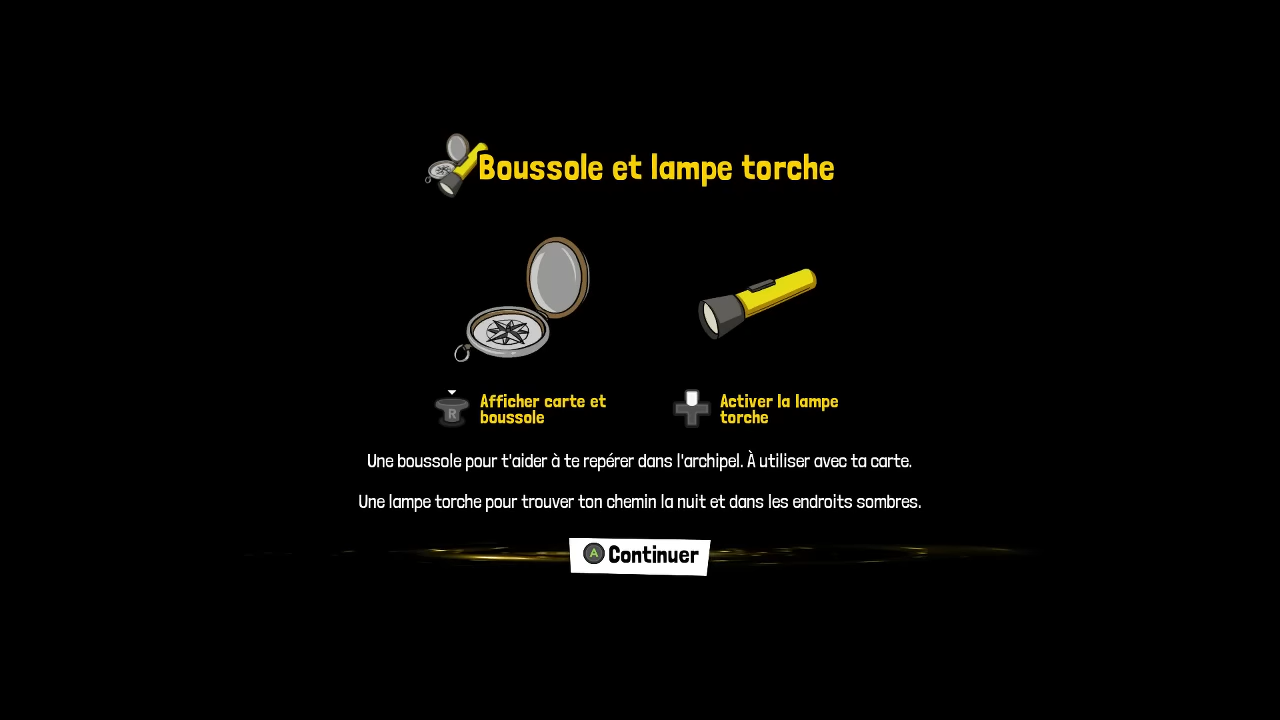 Boussole et lampe torche
R
Afficher carte et
boussole
Activer la lampe
torche
Une boussole pour t'aider à te repérer dans l'archipel. À utiliser avec ta carte.
Une lampe torche pour trouver ton chemin la nuit et dans les endroits sombres.
A Continuer